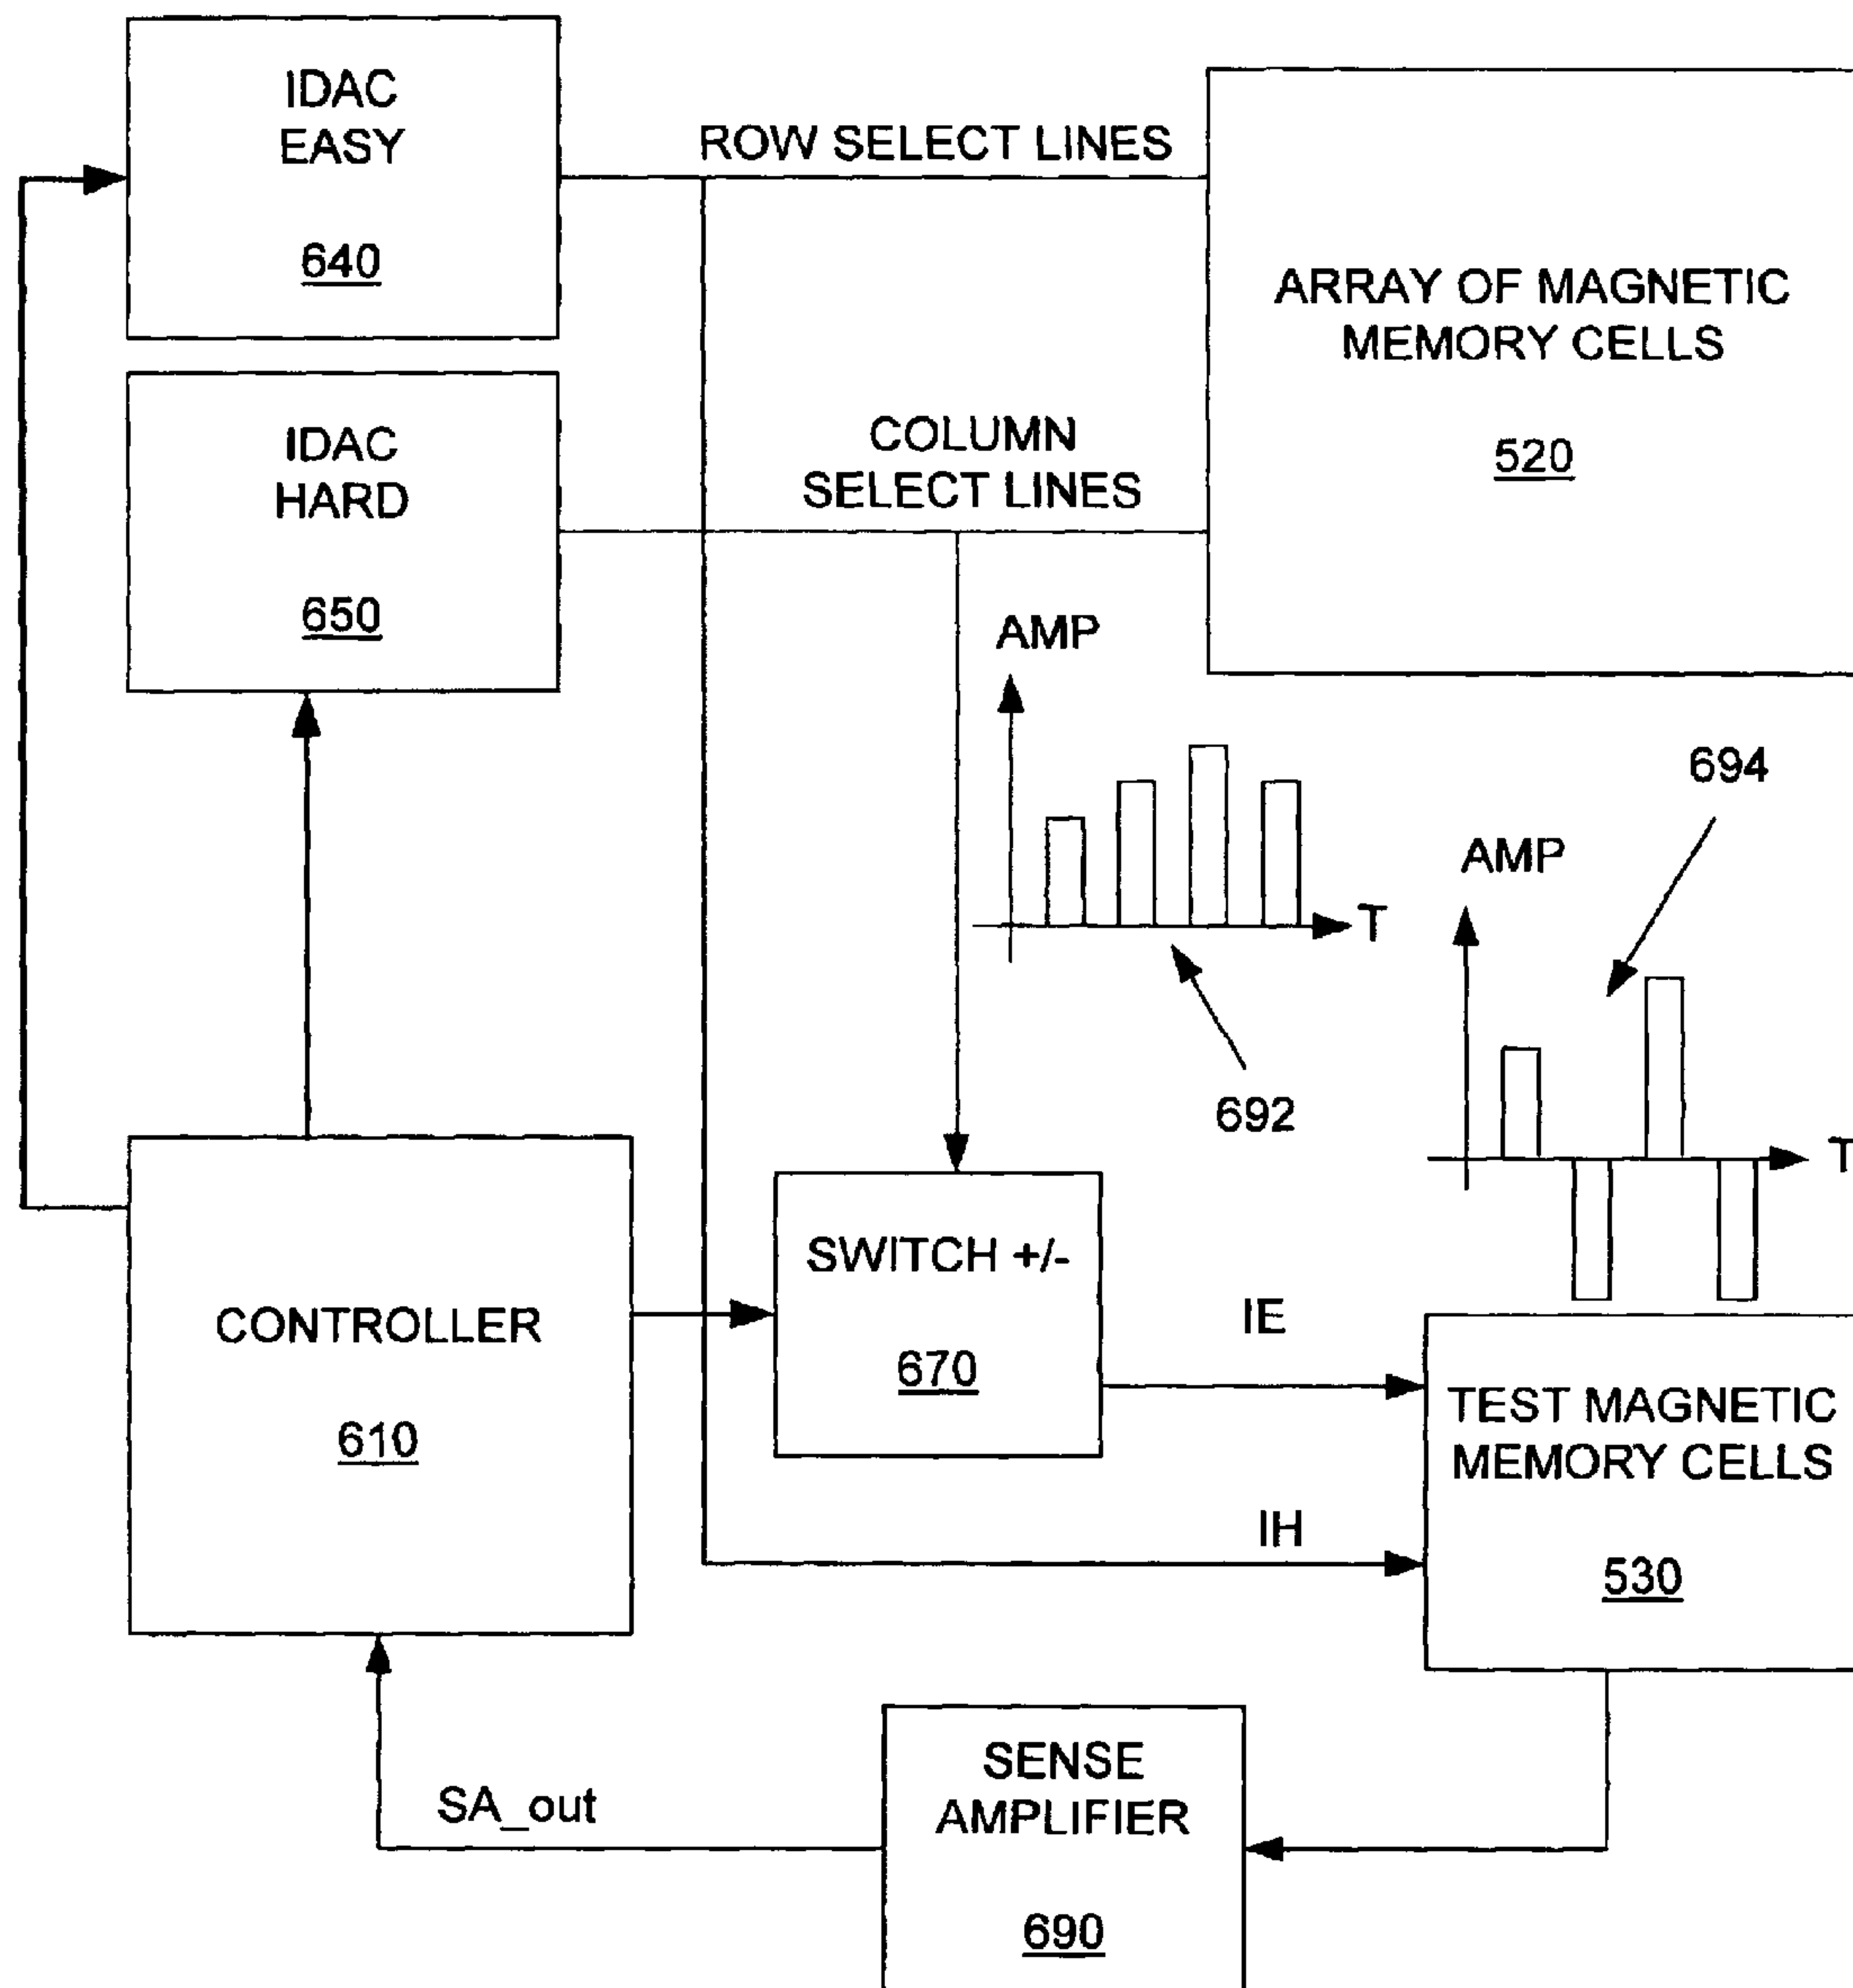 IDAC
EASY
640
ROW SELECT LINES
ARRAY OF MAGNETIC
MEMORY CELLS
520
IDAC
HARD
650
COLUMN
SELECT LINES
AMP
T
692
694
AMP
T
CONTROLLER
610
SWITCH +/-
670
IE
IH
TEST MAGNETIC
MEMORY CELLS
530
SA_out
SENSE
AMPLIFIER
690